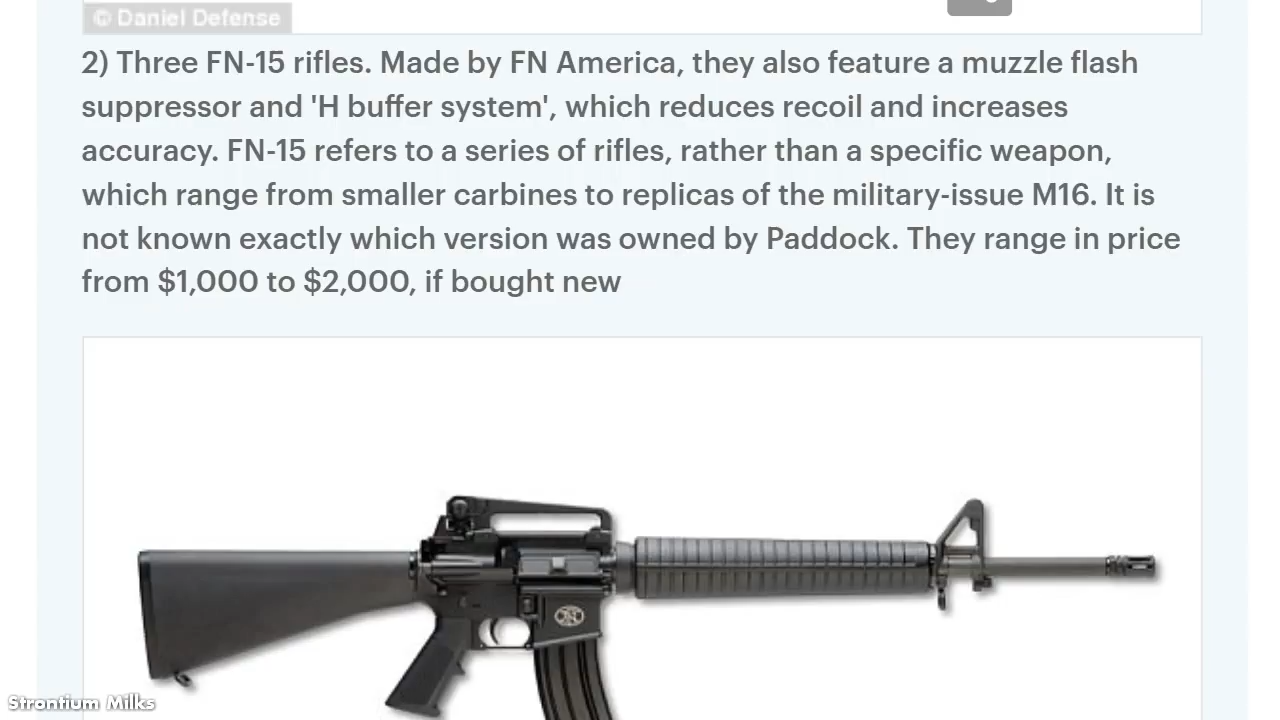 © Daniel Defense
2) Three FN-15 rifles. Made by FN America, they also feature a muzzle flash
suppressor and 'H buffer system', which reduces recoil and increases
accuracy. FN-15 refers to a series of rifles, rather than a specific weapon,
which range from smaller carbines to replicas of the military-issue M16. It is
not known exactly which version was owned by Paddock. They range in price
from $1,000 to $2,000, if bought new
FN
Strontium Milks